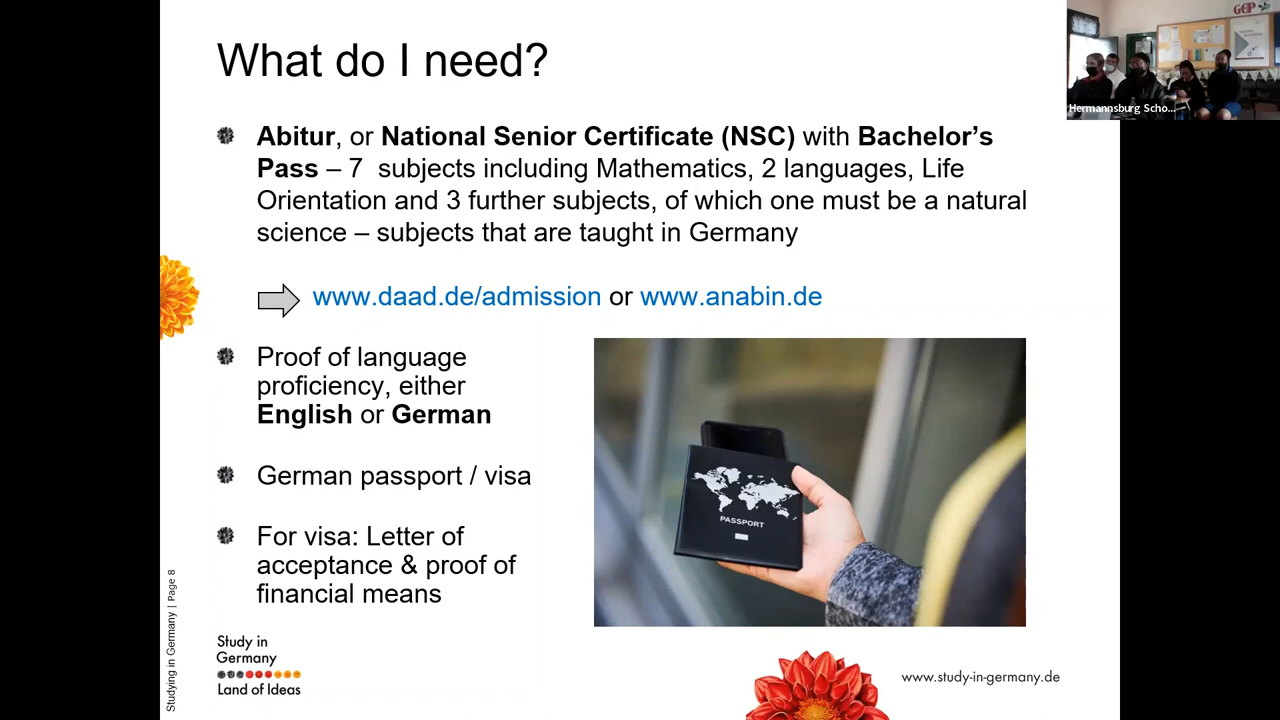 What do I need?
Abitur, or National Senior Certificate (NSC) with Bachelor’s
Pass – 7  subjects including Mathematics, 2 languages, Life
Orientation and 3 further subjects, of which one must be a natural
science – subjects that are taught in Germany
www.daad.de/admission or www.anabin.de
Proof of language
proficiency, either
English or German
German passport / visa
For visa: Letter of
acceptance & proof of
financial means
PASSPORT
Studying in Germany | Page 8
Study in
Germany
Land of Ideas
www.study-in-germany.de
GEP
Hermannsburg Scho...